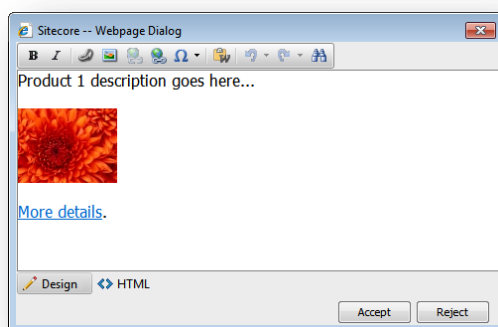 Sitecore -- Webpage Dialog
B I Ω
Product 1 description goes here...
More details.
Design <> HTML
Accept Reject